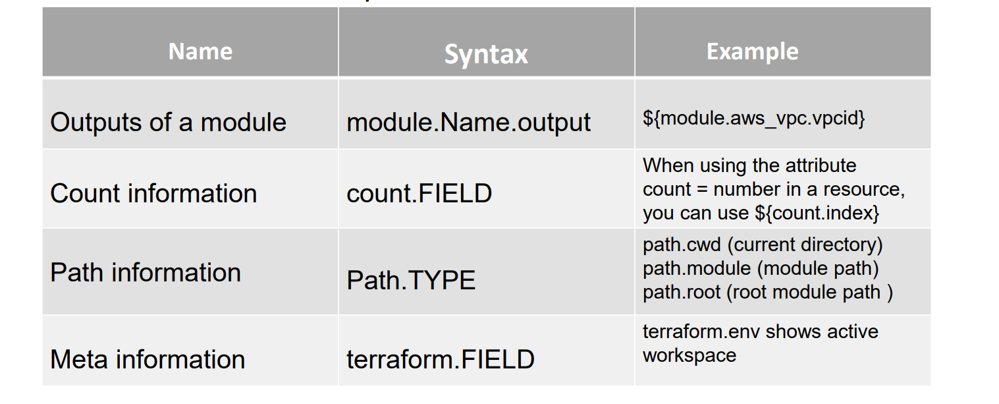 Name
Syntax
Example
Outputs of a module
module.Name.output
${module.aws_vpc.vpcid}
Count information
count.FIELD
When using the attribute
count = number in a resource,
you can use ${count.index}
Path information
Path.TYPE
path.cwd (current directory)
path.module (module path)
path.root (root module path )
Meta information
terraform.FIELD
terraform.env shows active
workspace